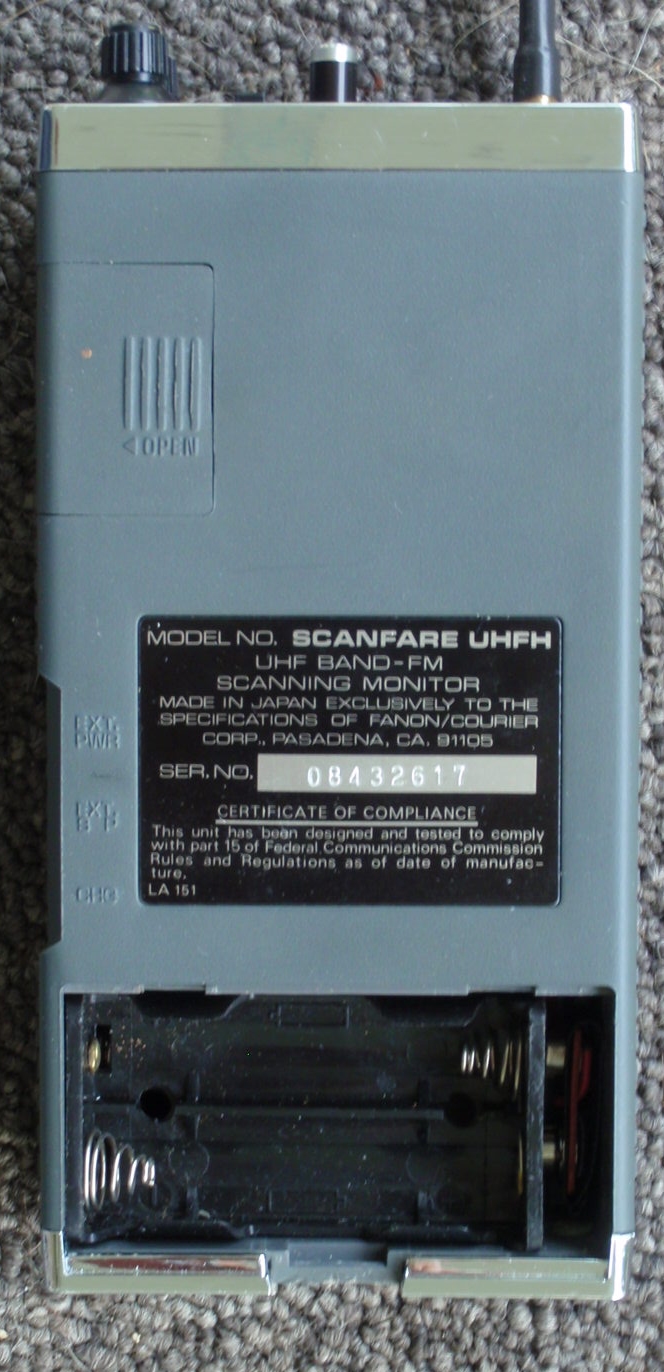 <OPEN
MODEL NO. SCANFARE UHFH
UHF BAND-FM
SCANNING MONITOR
MADE IN JAPAN EXCLUSIVELY TO THE
SPECIFICATIONS OF FANON/COURIER
CORP., PASADENA, CA. 91105
EXT.
PWR
SER. NO. 08432617
CERTIFICATE OF COMPLIANCE
This unit has been designed and tested to comply
with part 15 of Federal Communications Commission
Rules and Regulations as of date of manufac-
ture.
LA 151
EXT.
CHG